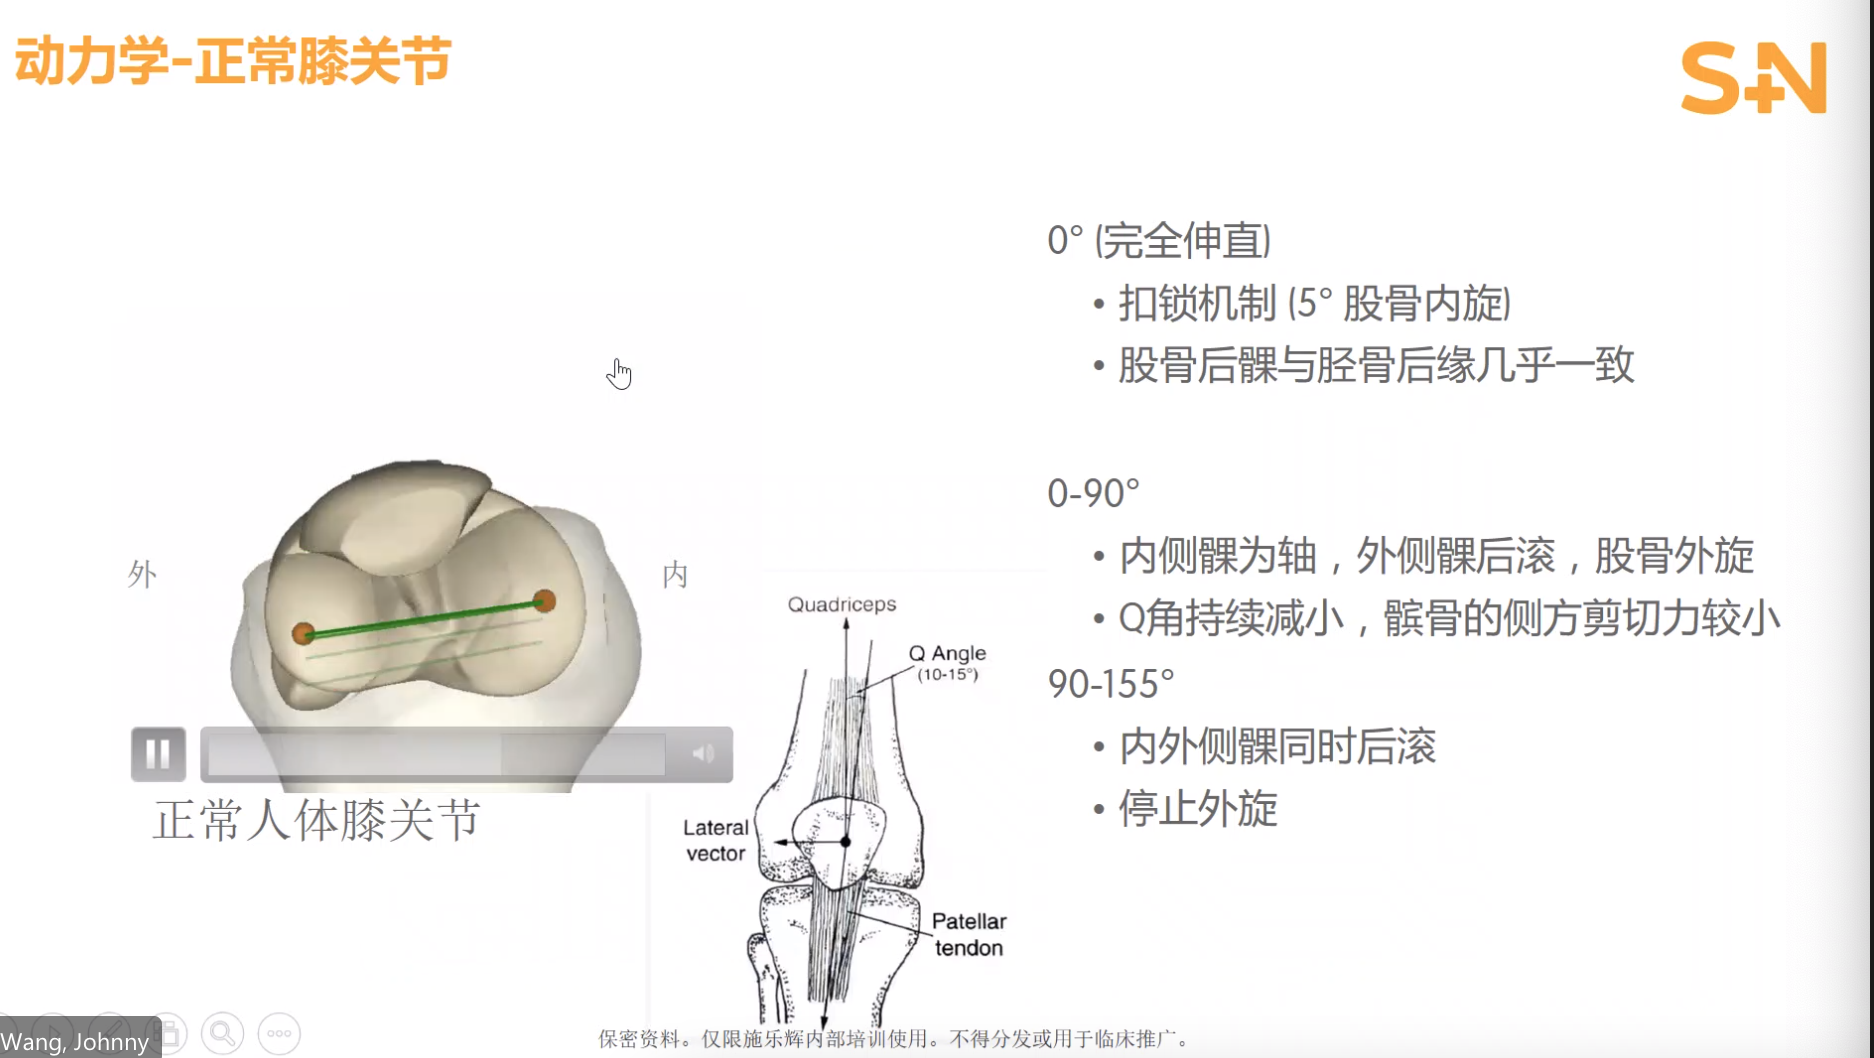 动力学-正常膝关节
S+N
0° (完全伸直)
• 扣锁机制 (5° 股骨内旋)
• 股骨后髁与胫骨后缘几乎一致
0-90°
• 内侧髁为轴，外侧髁后滚，股骨外旋
• Q角持续减小，髌骨的侧方剪切力较小
90-155°
• 内外侧髁同时后滚
• 停止外旋
外
内
正常人体膝关节
Quadriceps
Q Angle
(10-15°)
Lateral
vector
Patellar
tendon
保密资料。仅限施乐辉内部培训使用。不得分发或用于临床推广。
Wang, Johnny